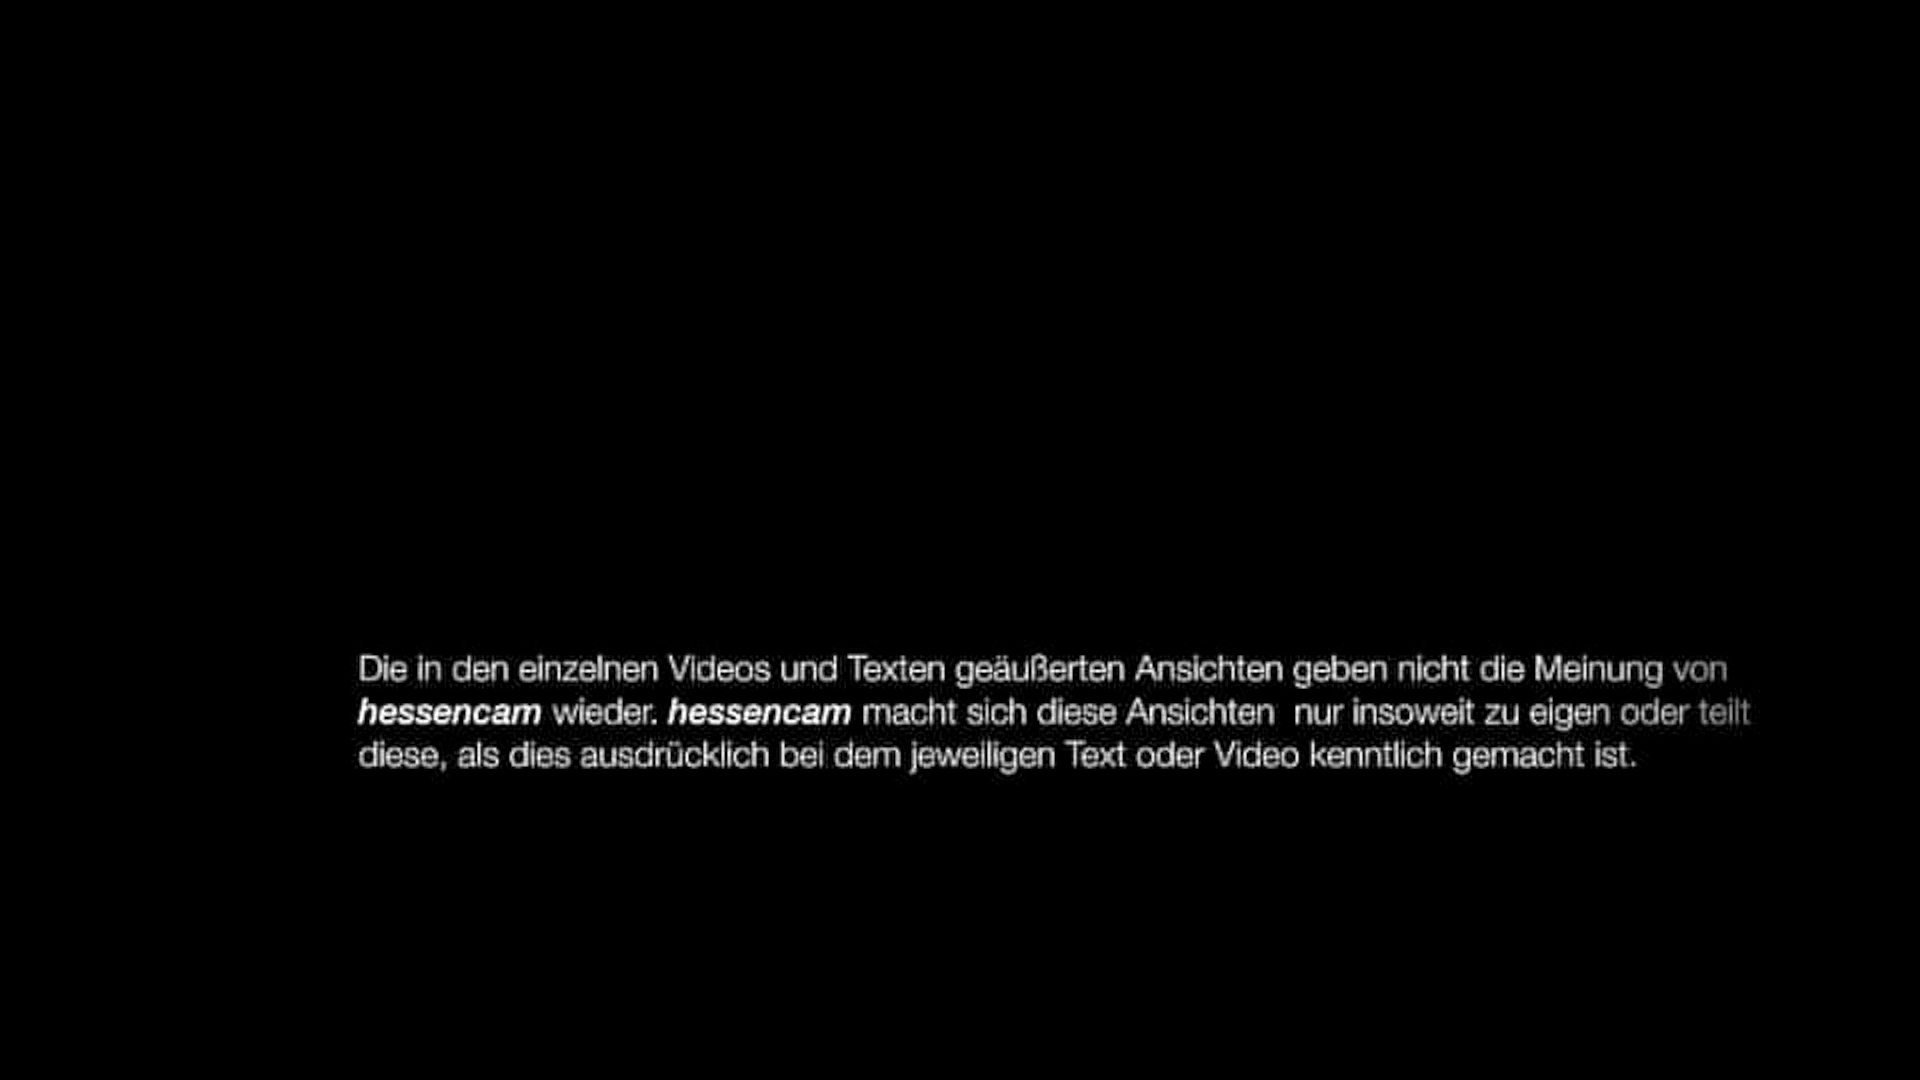 Die in den einzelnen Videos und Texten geäußerten Ansichten geben nicht die Meinung von
hessencam wieder. hessencam macht sich diese Ansichten nur insoweit zu eigen oder teilt
diese, als dies ausdrücklich bei dem jeweiligen Text oder Video kenntlich gemacht ist.